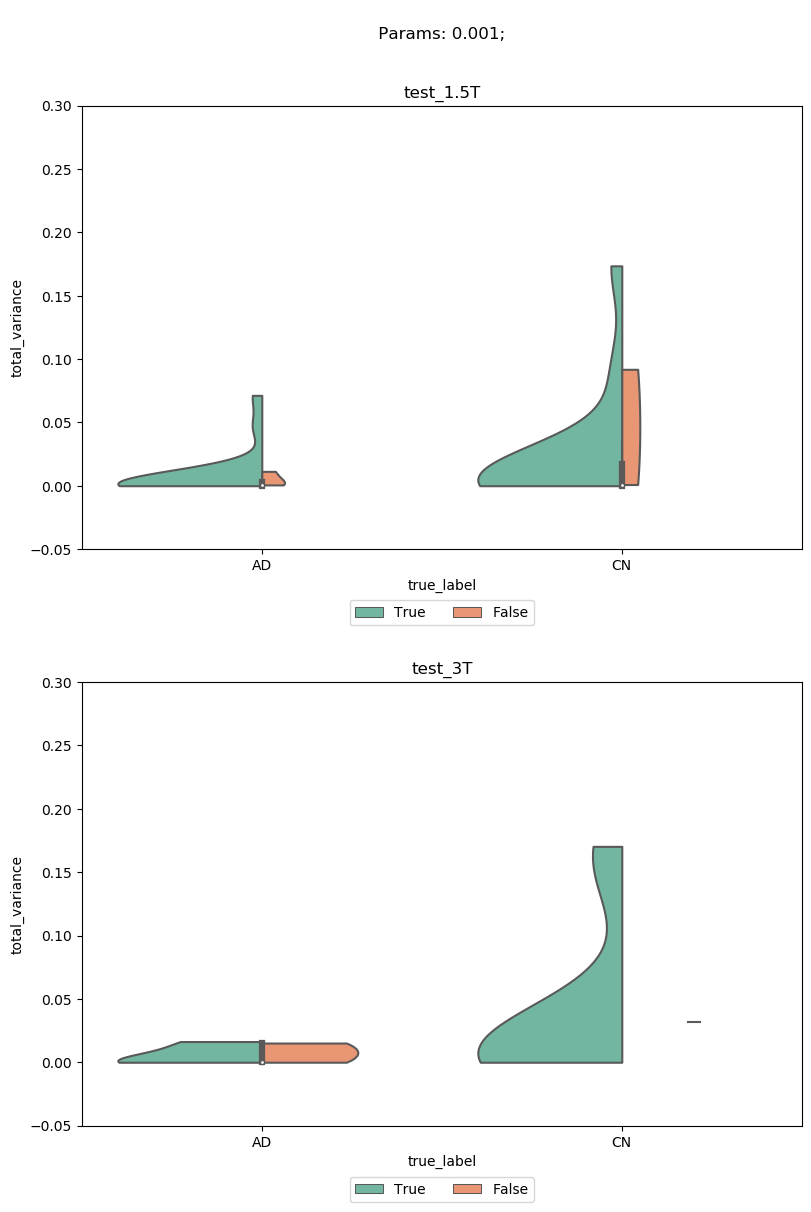 Params: 0.001;
test_1.5T
0.30
0.25
0.20
0.15
0.10
0.05
0.00
−0.05
total_variance
AD CN
true_label
True False
test_3T
0.30
0.25
0.20
0.15
0.10
0.05
0.00
−0.05
total_variance
AD CN
true_label
True False